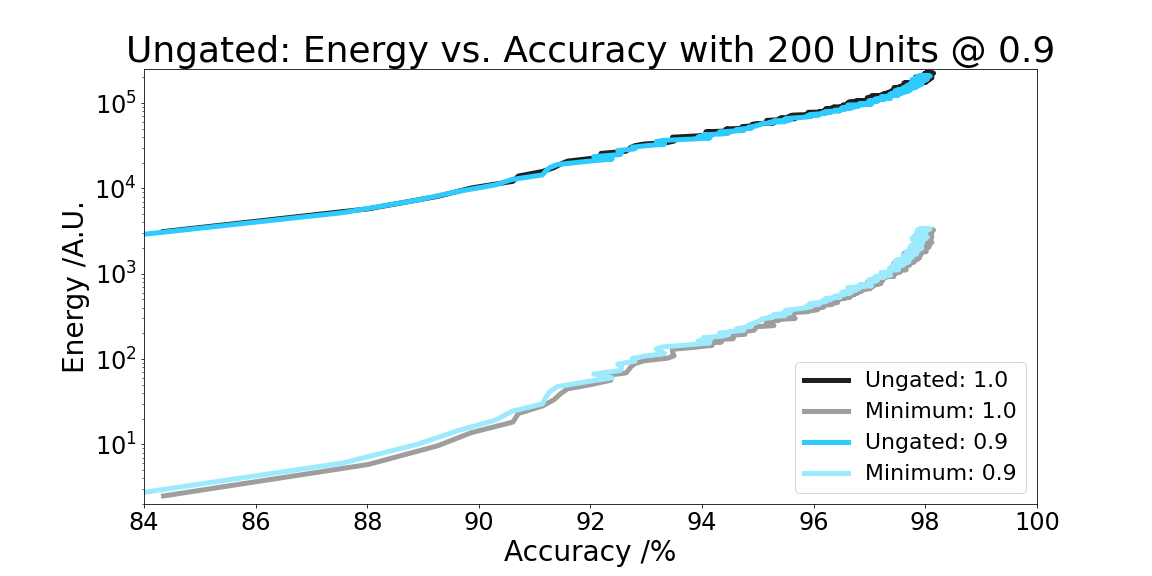 Ungated: Energy vs. Accuracy with 200 Units @ 0.9
Energy /A.U.
10^5
10^4
10^3
10^2
10^1
Ungated: 1.0
Minimum: 1.0
Ungated: 0.9
Minimum: 0.9
84 86 88 90 92 94 96 98 100
Accuracy /%